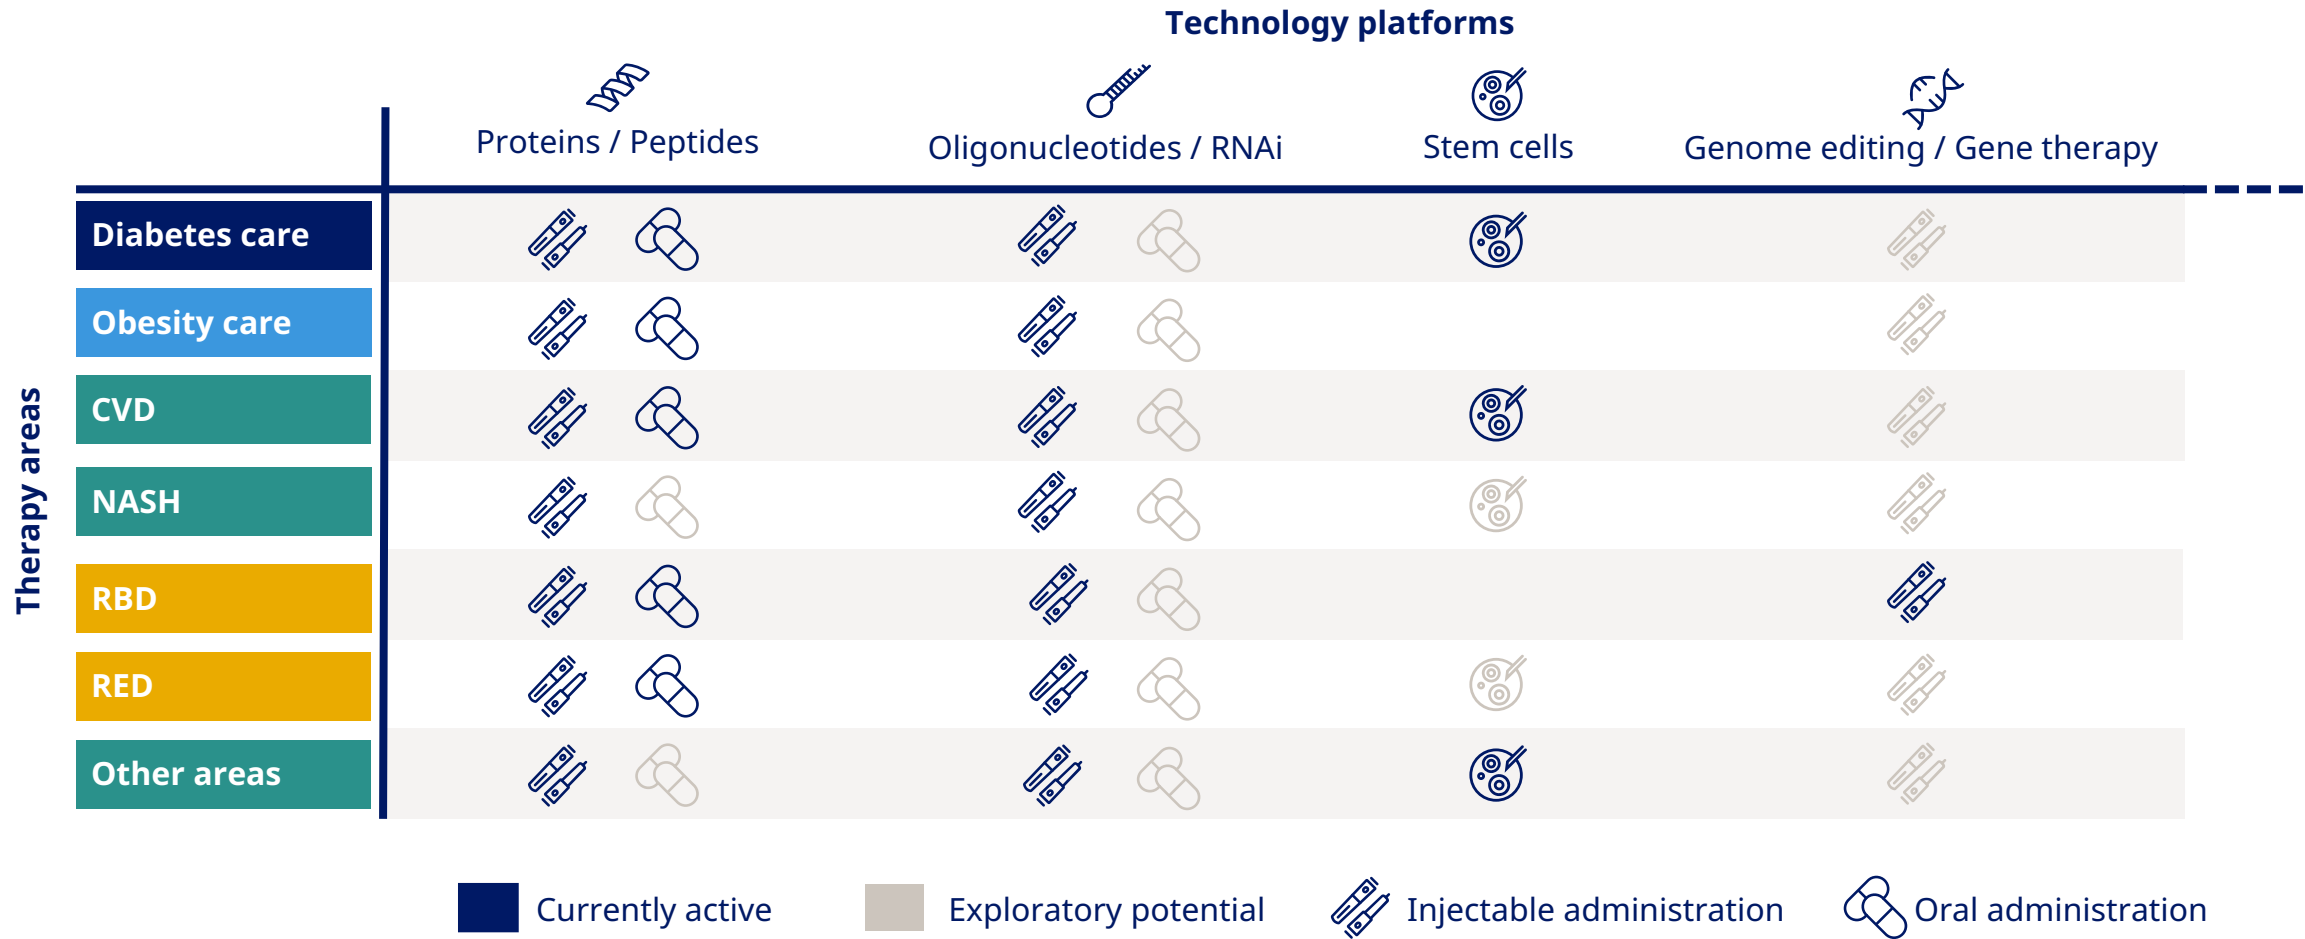 Technology platforms
Proteins / Peptides
Oligonucleotides / RNAi
Stem cells
Genome editing / Gene therapy
Therapy areas
Diabetes care
Obesity care
CVD
NASH
RBD
RED
Other areas
Currently active
Exploratory potential
Injectable administration
Oral administration